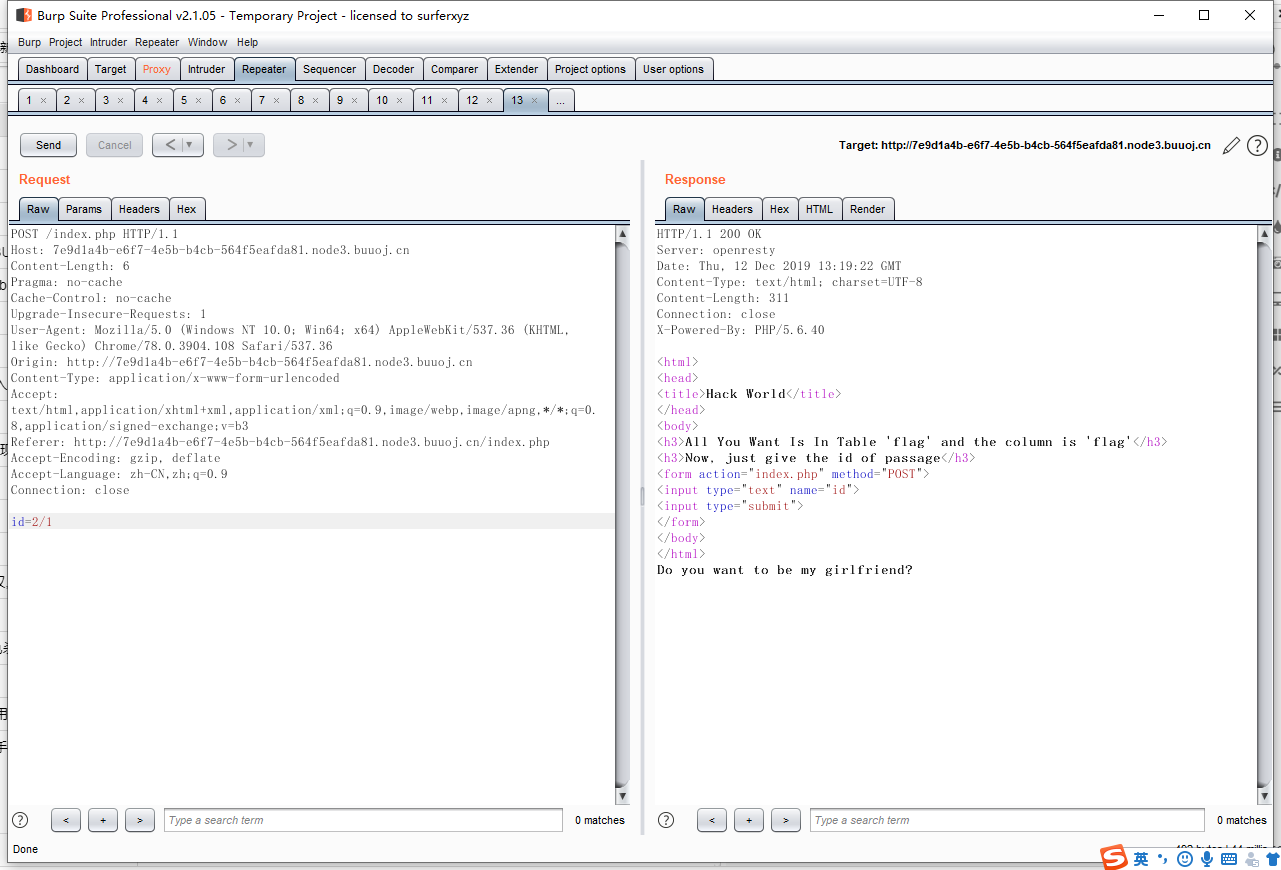 Burp Suite Professional v2.1.05 - Temporary Project - licensed to surferxyz
Burp Project Intruder Repeater Window Help
Dashboard Target Proxy Intruder Repeater Sequencer Decoder Comparer Extender Project options User options
1 × 2 × 3 × 4 × 5 × 6 × 7 × 8 × 9 × 10 × 11 × 12 × 13 × ...
Send Cancel < | ▼ > | ▼ Target: http://7e9d1a4b-e6f7-4e5b-b4cb-564f5eafda81.node3.buuoj.cn ?
Request
Raw Params Headers Hex
POST /index.php HTTP/1.1
Host: 7e9d1a4b-e6f7-4e5b-b4cb-564f5eafda81.node3.buuoj.cn
Content-Length: 6
Pragma: no-cache
Cache-Control: no-cache
Upgrade-Insecure-Requests: 1
User-Agent: Mozilla/5.0 (Windows NT 10.0; Win64; x64) AppleWebKit/537.36 (KHTML,
like Gecko) Chrome/78.0.3904.108 Safari/537.36
Origin: http://7e9d1a4b-e6f7-4e5b-b4cb-564f5eafda81.node3.buuoj.cn
Content-Type: application/x-www-form-urlencoded
Accept:
text/html,application/xhtml+xml,application/xml;q=0.9,image/webp,image/apng,*/*;q=0.
8,application/signed-exchange;v=b3
Referer: http://7e9d1a4b-e6f7-4e5b-b4cb-564f5eafda81.node3.buuoj.cn/index.php
Accept-Encoding: gzip, deflate
Accept-Language: zh-CN,zh;q=0.9
Connection: close
id=2/1
? < + > Type a search term 0 matches
Response
Raw Headers Hex HTML Render
HTTP/1.1 200 OK
Server: openresty
Date: Thu, 12 Dec 2019 13:19:22 GMT
Content-Type: text/html; charset=UTF-8
Content-Length: 311
Connection: close
X-Powered-By: PHP/5.6.40
<html>
<head>
<title>Hack World</title>
</head>
<body>
<h3>All You Want Is In Table 'flag' and the column is 'flag'</h3>
<h3>Now, just give the id of passage</h3>
<form action="index.php" method="POST">
<input type="text" name="id">
<input type="submit">
</form>
</body>
</html>
Do you want to be my girlfriend?
? < + > Type a search term 0 matches
Done
英